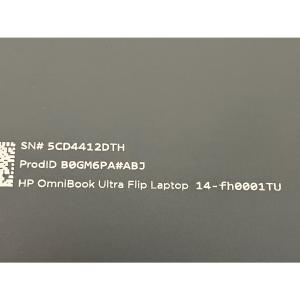 SN# 5CD4412DTH
ProdID B0GM6PA#ABJ
HP OmniBook Ultra Flip Laptop 14-fh0001TU